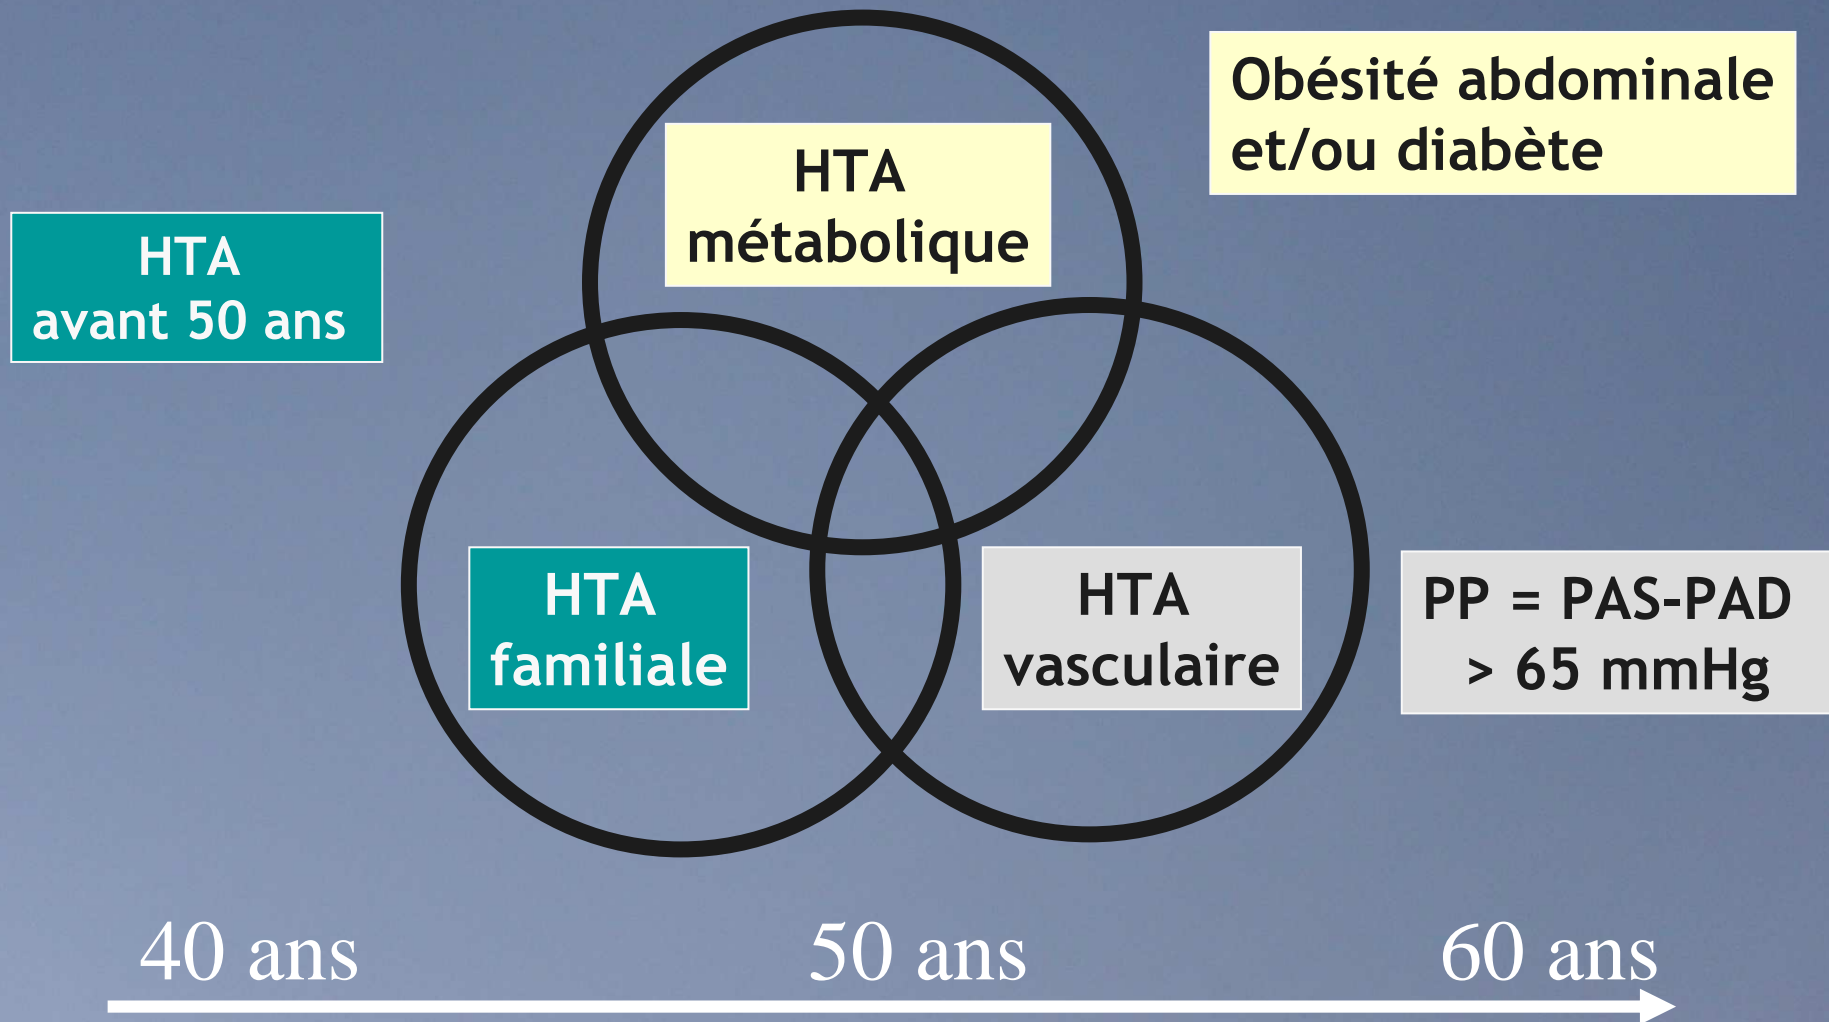 Obésité abdominale
et/ou diabète
HTA
métabolique
HTA
avant 50 ans
HTA
familiale
HTA
vasculaire
PP = PAS-PAD
> 65 mmHg
40 ans
50 ans
60 ans